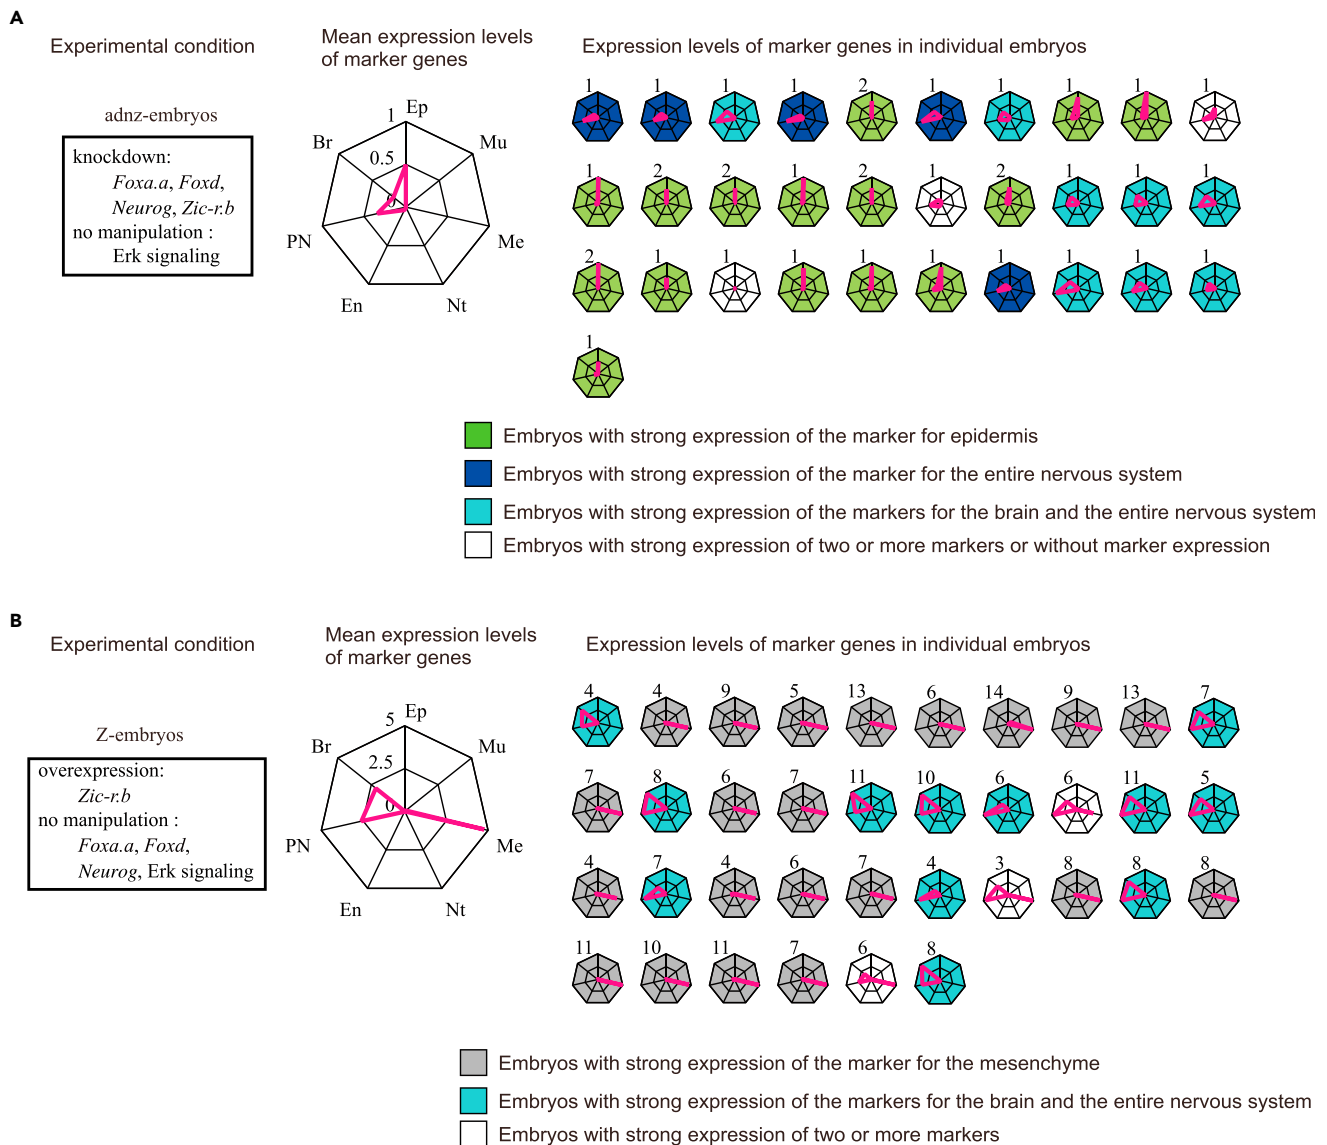 A
Experimental condition
Mean expression levels
of marker genes
Expression levels of marker genes in individual embryos
adnz-embryos
knockdown:
Foxa.a, Foxd,
Neurog, Zic-r.b
no manipulation :
Erk signaling
1 Ep
Br 0.5 Mu
0
PN Me
En Nt
1 1 1 1 2 1 1 1 1 1
1 2 2 1 2 1 2 1 1 1
2 1 1 1 1 1 1 1 1 1
1
Embryos with strong expression of the marker for epidermis
Embryos with strong expression of the marker for the entire nervous system
Embryos with strong expression of the markers for the brain and the entire nervous system
Embryos with strong expression of two or more markers or without marker expression
B
Experimental condition
Mean expression levels
of marker genes
Expression levels of marker genes in individual embryos
Z-embryos
overexpression:
Zic-r.b
no manipulation :
Foxa.a, Foxd,
Neurog, Erk signaling
5 Ep
Br 2.5 Mu
0
PN Me
En Nt
4 4 9 5 13 6 14 9 13 7
7 8 6 7 11 10 6 6 11 5
4 7 4 6 7 4 3 8 8 8
11 10 11 7 6 8
Embryos with strong expression of the marker for the mesenchyme
Embryos with strong expression of the markers for the brain and the entire nervous system
Embryos with strong expression of two or more markers